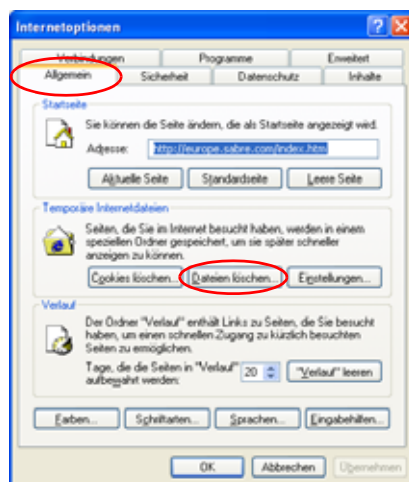 Internetoptionen
Verbindungen Programme Erweitert
Allgemein Sicherheit Datenschutz Inhalte
Startseite
Sie können die Seite ändern, die als Startseite angezeigt wird.
Adresse: http://europe.sabre.com/index.htm
Aktuelle Seite Standardseite Leere Seite
Temporäre Internetdateien
Seiten, die Sie im Internet besucht haben, werden in einem
speziellen Ordner gespeichert, um sie später schneller
anzeigen zu können.
Cookies löschen... Dateien löschen... Einstellungen...
Verlauf
Der Ordner "Verlauf" enthält Links zu Seiten, die Sie besucht
haben, um einen schnellen Zugang zu kürzlich besuchten
Seiten zu ermöglichen.
Tage, die die Seiten in "Verlauf" 20 "Verlauf" leeren
aufbewahrt werden:
Farben... Schriftarten... Sprachen... Eingabehilfen...
OK Abbrechen Übernehmen